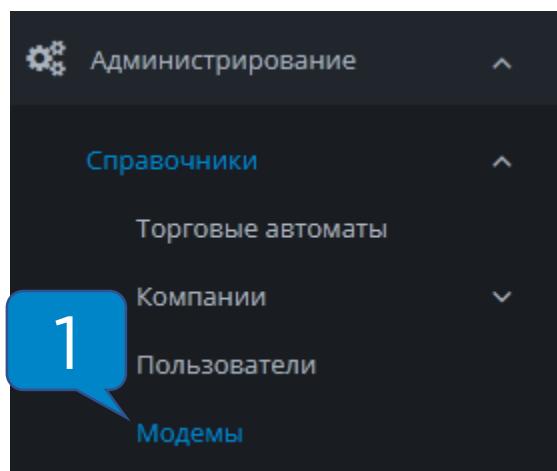 Администрирование
Справочники
Торговые автоматы
Компании
1
Пользователи
Модемы